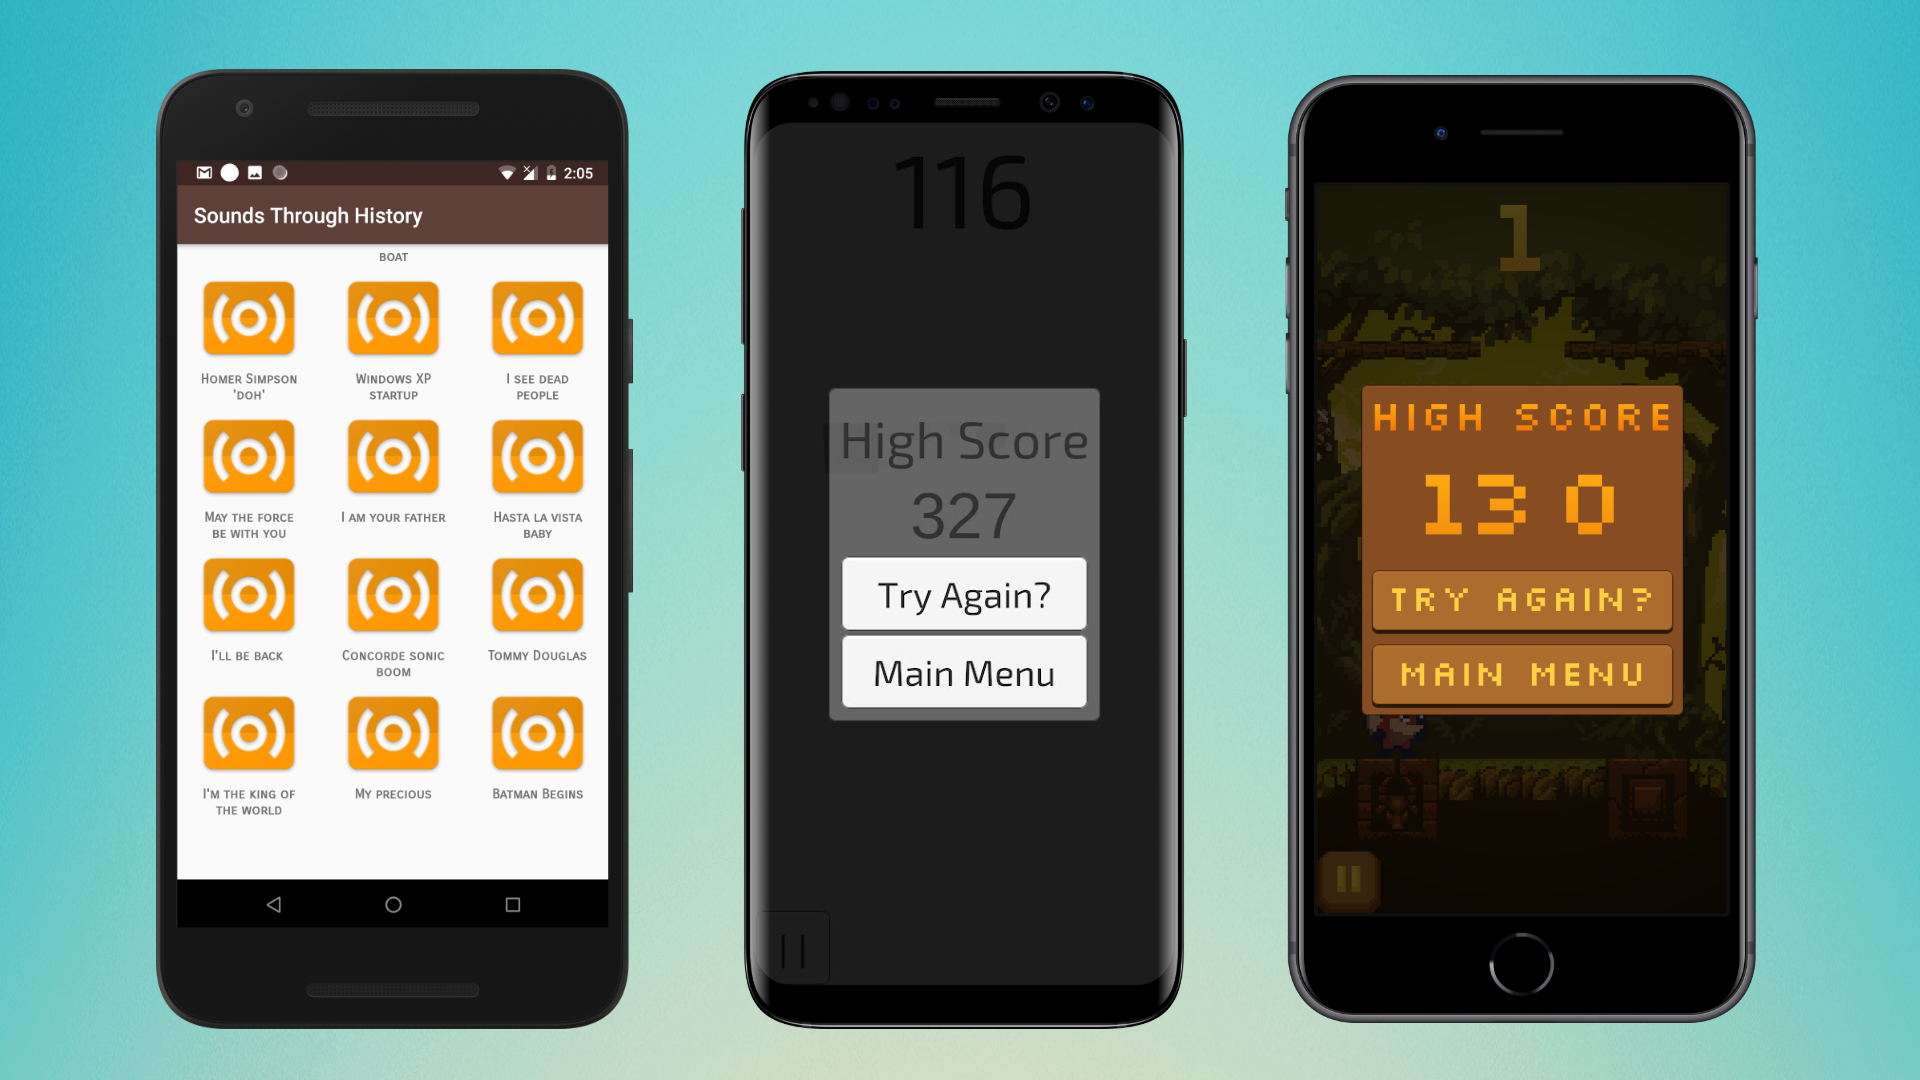 2:05
Sounds Through History
BOAT
HOMER SIMPSON
'DOH'
WINDOWS XP
STARTUP
I SEE DEAD
PEOPLE
MAY THE FORCE
BE WITH YOU
I AM YOUR FATHER
HASTA LA VISTA
BABY
I'LL BE BACK
CONCORDE SONIC
BOOM
TOMMY DOUGLAS
I'M THE KING OF
THE WORLD
MY PRECIOUS
BATMAN BEGINS
116
High Score
327
Try Again?
Main Menu
1
HIGH SCORE
130
TRY AGAIN?
MAIN MENU